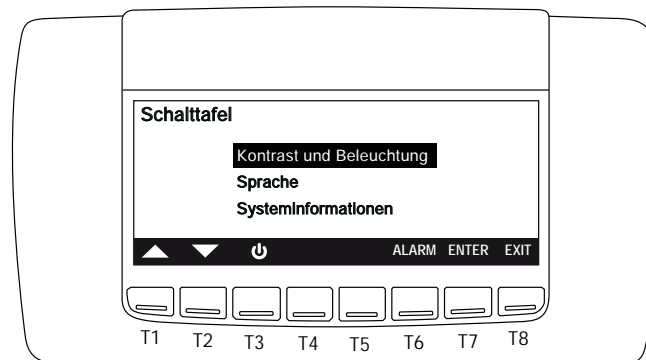 Schalttafel
Kontrast und Beleuchtung
Sprache
Systeminformationen
ALARM ENTER EXIT
T1 T2 T3 T4 T5 T6 T7 T8